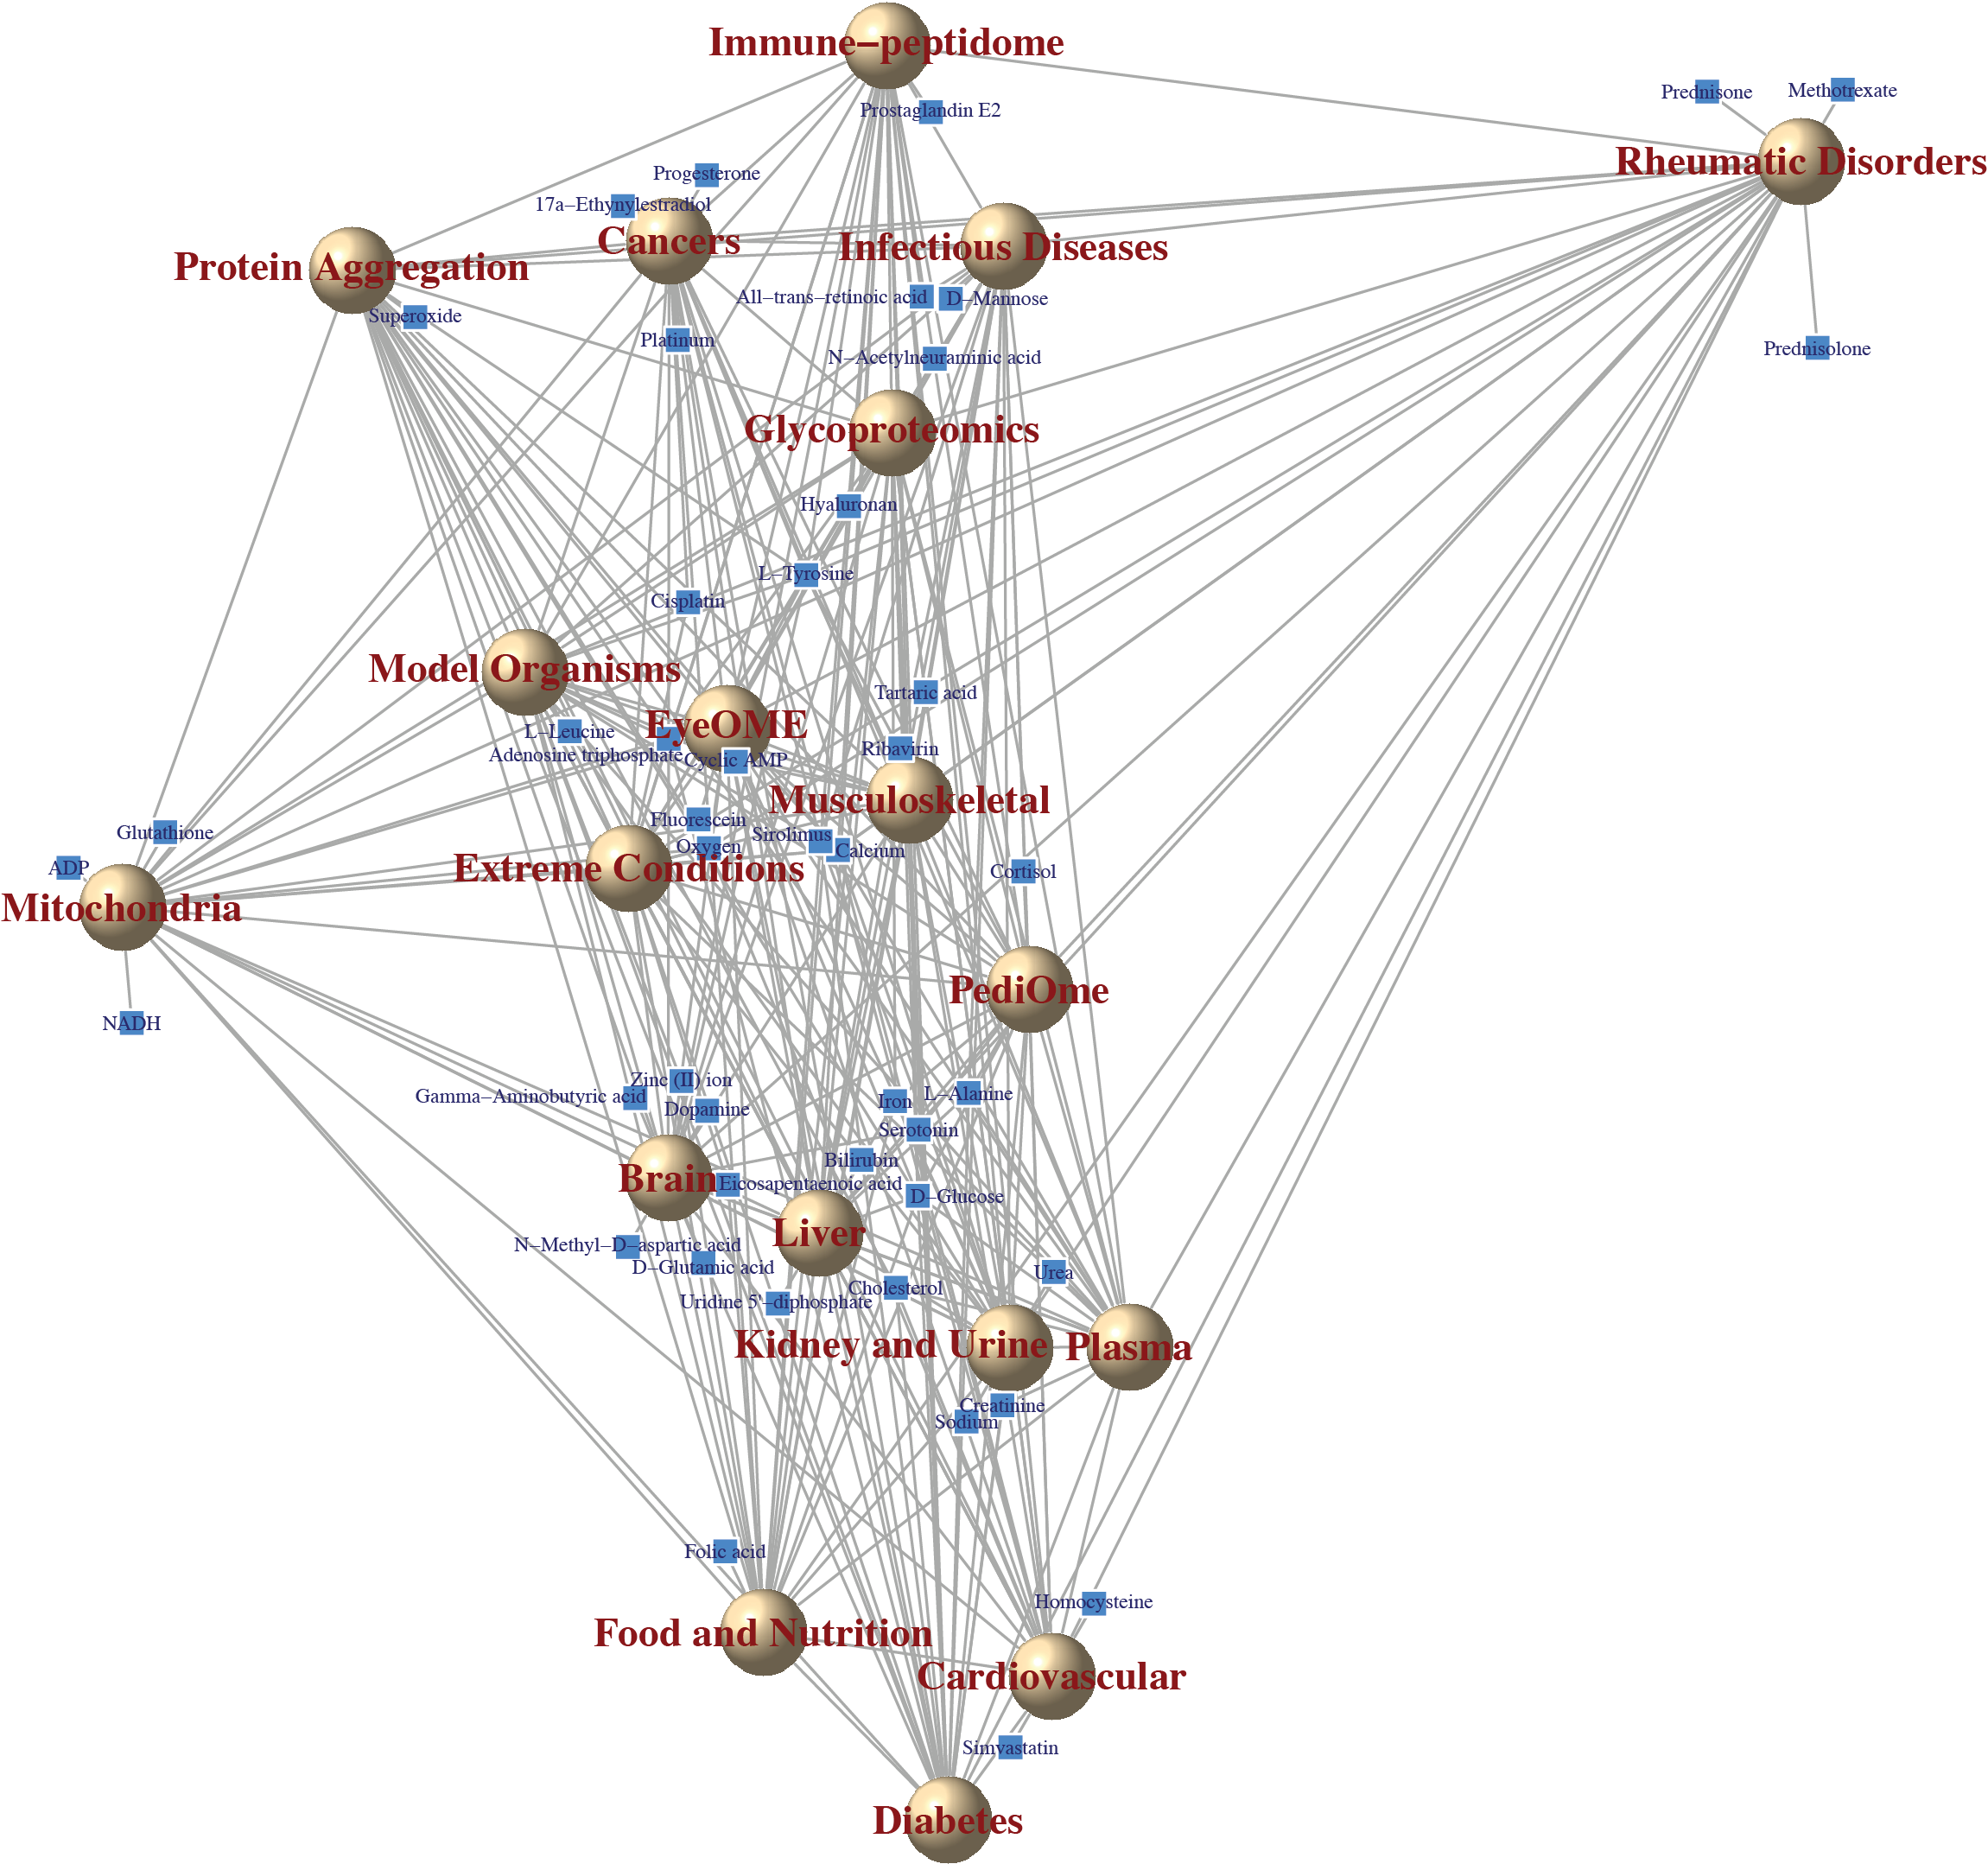 Immune–peptidome
Prednisone
Methotrexate
Prostaglandin E2
Rheumatic Disorders
Progesterone
17a–Ethynylestradiol
Cancers
Infectious Diseases
Protein Aggregation
All–trans–retinoic acid
D–Mannose
Superoxide
Platinum
Prednisolone
N–Acetylneuraminic acid
Glycoproteomics
Hyaluronan
L–Tyrosine
Cisplatin
Model Organisms
Tartaric acid
EyeOME
L–Leucine
Adenosine triphosphate
Cyclic AMP
Ribavirin
Musculoskeletal
Fluorescein
Glutathione
Sirolimus
Oxygen
Calcium
ADP
Extreme Conditions
Cortisol
Mitochondria
PediOme
NADH
Zinc (II) ion
Gamma–Aminobutyric acid
Dopamine
Iron
L–Alanine
Serotonin
Bilirubin
Brain
Eicosapentaenoic acid
D–Glucose
Liver
N–Methyl–D–aspartic acid
D–Glutamic acid
Urea
Cholesterol
Uridine 5'–diphosphate
Kidney and Urine
Plasma
Creatinine
Sodium
Folic acid
Homocysteine
Food and Nutrition
Cardiovascular
Simvastatin
Diabetes